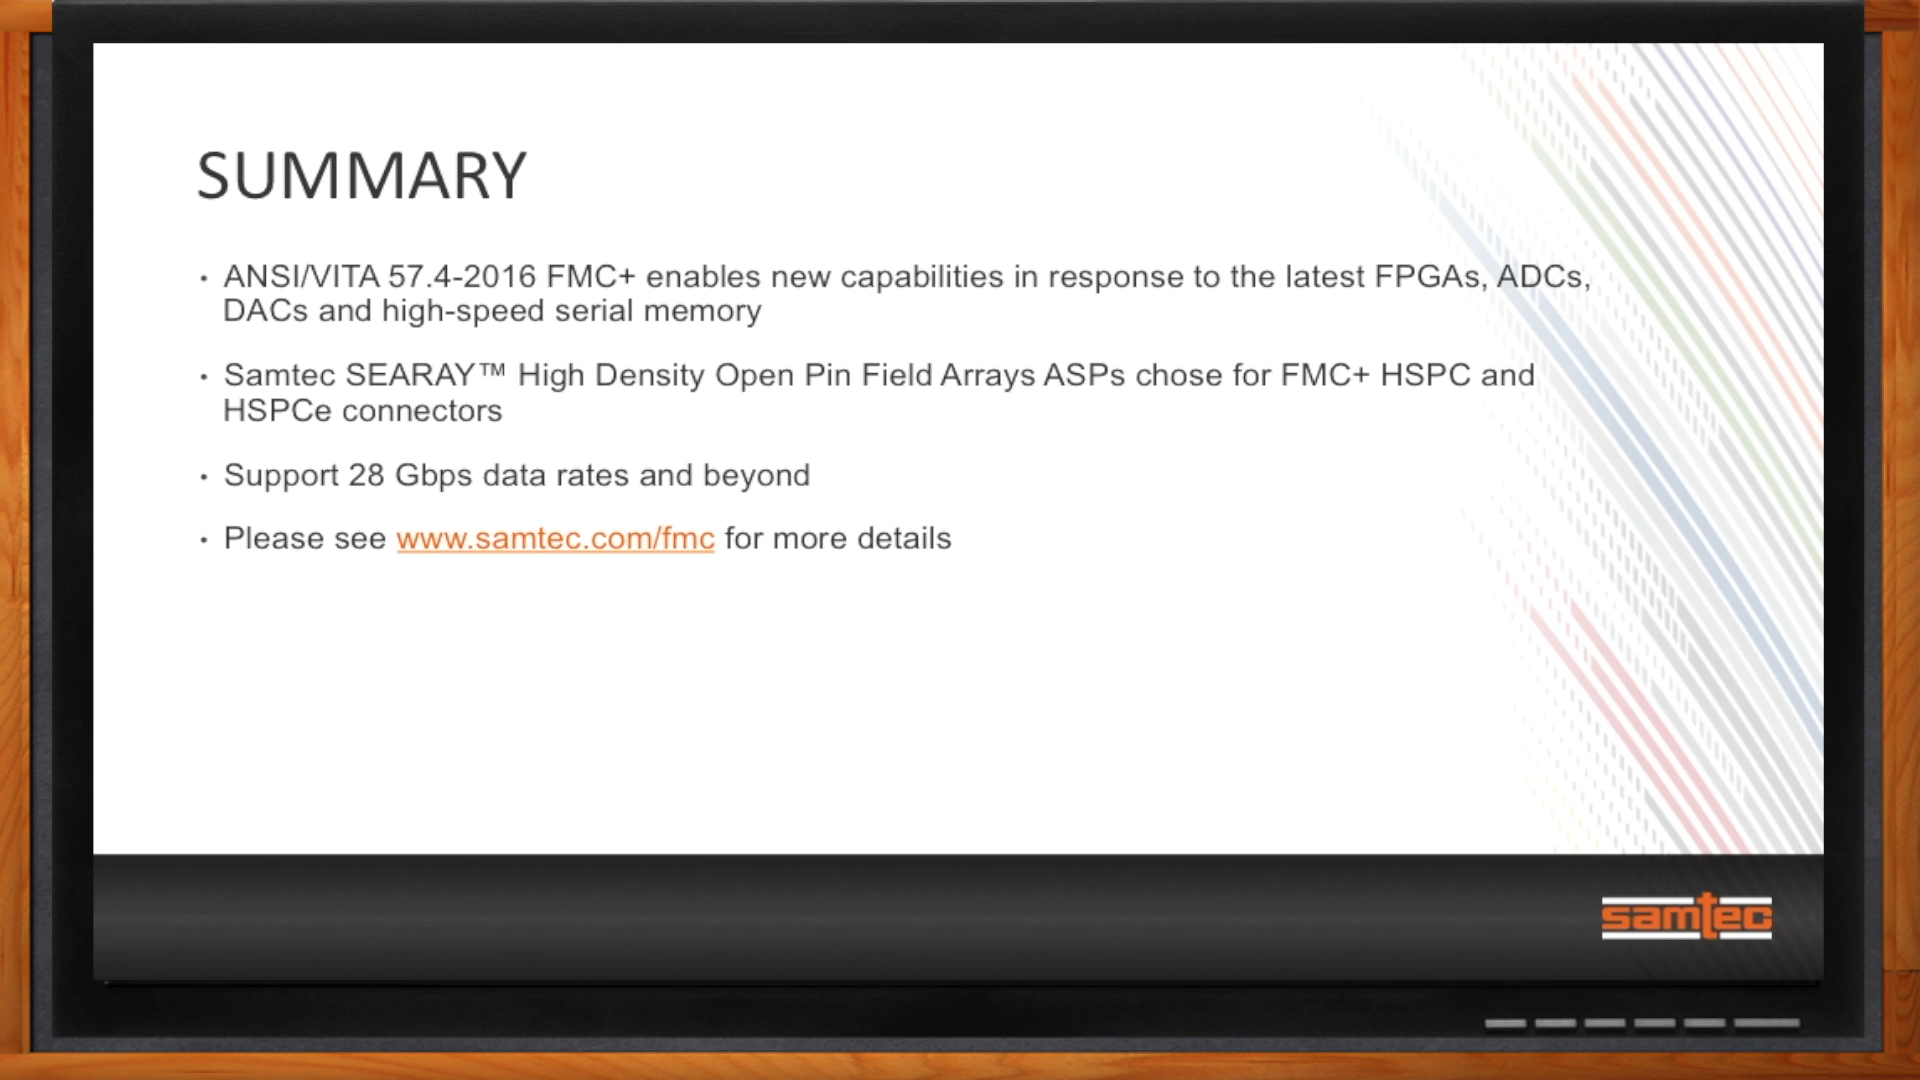 SUMMARY
• ANSI/VITA 57.4-2016 FMC+ enables new capabilities in response to the latest FPGAs, ADCs,
DACs and high-speed serial memory
• Samtec SEARAY™ High Density Open Pin Field Arrays ASPs chose for FMC+ HSPC and
HSPCe connectors
• Support 28 Gbps data rates and beyond
• Please see www.samtec.com/fmc for more details
samtec